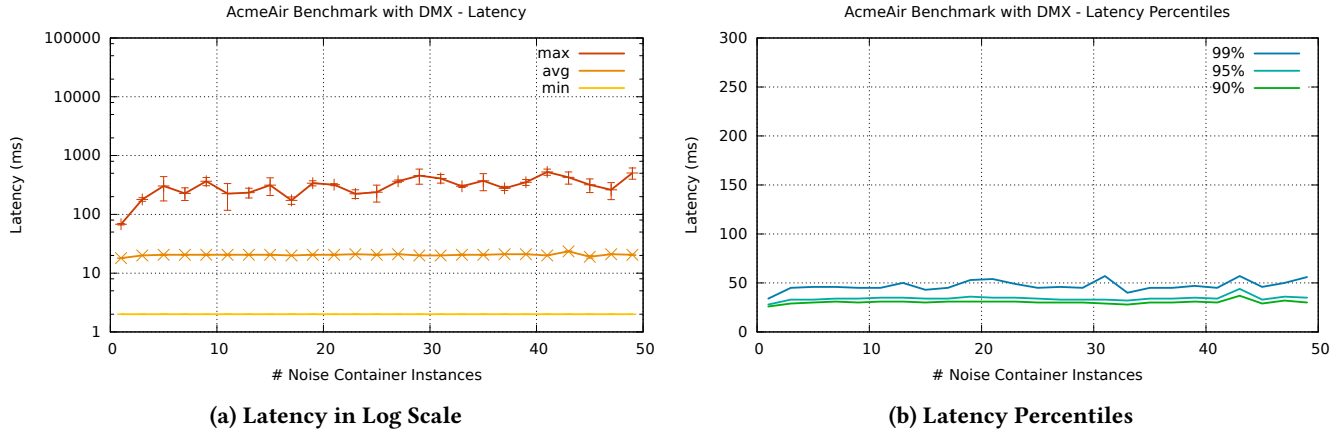 AcmeAir Benchmark with DMX - Latency
100000
10000
1000
100
10
1
Latency (ms)
max
avg
min
0 10 20 30 40 50
# Noise Container Instances
(a) Latency in Log Scale
AcmeAir Benchmark with DMX - Latency Percentiles
300
250
200
150
100
50
0
Latency (ms)
99%
95%
90%
0 10 20 30 40 50
# Noise Container Instances
(b) Latency Percentiles